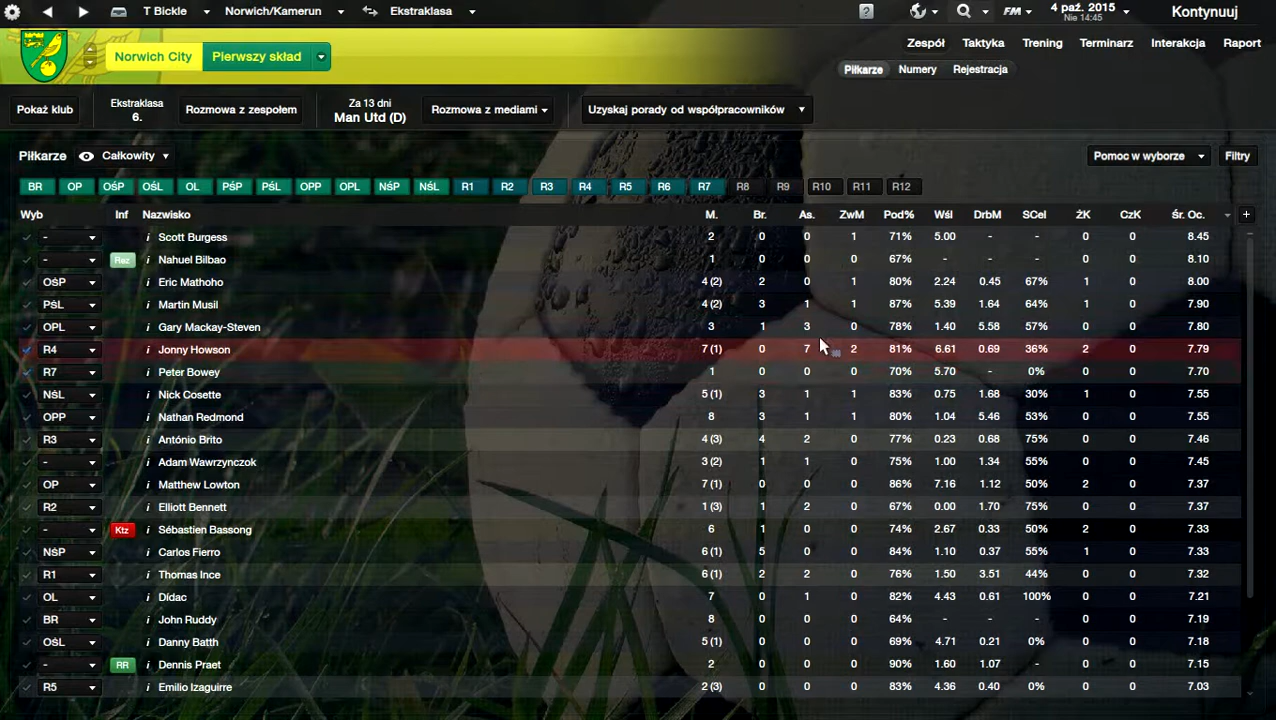 T Bickle Norwich/Kamerun Ekstraklasa ? FM 4 paź. 2015 Nie 14:45 Kontynuuj
Norwich City Pierwszy skład Zespół Taktyka Trening Terminarz Interakcja Raport
Piłkarze Numery Rejestracja
Pokaż klub Ekstraklasa 6. Rozmowa z zespołem Za 13 dni Man Utd (D) Rozmowa z mediami Uzyskaj porady od współpracowników
Piłkarze Całkowity Pomoc w wyborze Filtry
BR OP OŚP OŚL OL PŚP PŚL OPP OPL NŚP NŚL R1 R2 R3 R4 R5 R6 R7 R8 R9 R10 R11 R12
Wyb Inf Nazwisko M. Br. As. ZwM Pod% Wśl DrbM SCel ŻK CzK Śr. Oc. +
- i Scott Burgess 2 0 0 1 71% 5.00 - - 0 0 8.45
- Rez i Nahuel Bilbao 1 0 0 0 67% - - - 0 0 8.10
OŚP i Eric Mathoho 4 (2) 2 0 1 80% 2.24 0.45 67% 1 0 8.00
PŚL i Martin Musil 4 (2) 3 1 1 87% 5.39 1.64 64% 1 0 7.90
OPL i Gary Mackay-Steven 3 1 3 0 78% 1.40 5.58 57% 0 0 7.80
R4 i Jonny Howson 7 (1) 0 7 2 81% 6.61 0.69 36% 2 0 7.79
R7 i Peter Bowey 1 0 0 0 70% 5.70 - 0% 0 0 7.70
NŚL i Nick Cosette 5 (1) 3 1 1 83% 0.75 1.68 30% 1 0 7.55
OPP i Nathan Redmond 8 3 1 1 80% 1.04 5.46 53% 0 0 7.55
R3 i António Brito 4 (3) 4 2 0 77% 0.23 0.68 75% 0 0 7.46
- i Adam Wawrzynczok 3 (2) 1 1 0 75% 1.00 1.34 55% 0 0 7.45
OP i Matthew Lowton 7 (1) 0 0 0 86% 7.16 1.12 50% 2 0 7.37
R2 i Elliott Bennett 1 (3) 1 2 0 67% 0.00 1.70 75% 0 0 7.37
- Ktz i Sébastien Bassong 6 1 0 0 74% 2.67 0.33 50% 2 0 7.33
NŚP i Carlos Fierro 6 (1) 5 0 0 84% 1.10 0.37 55% 1 0 7.33
R1 i Thomas Ince 6 (1) 2 2 0 76% 1.50 3.51 44% 0 0 7.32
OL i Dídac 7 0 1 0 82% 4.43 0.61 100% 0 0 7.21
BR i John Ruddy 8 0 0 0 64% - - - 0 0 7.19
OŚL i Danny Batth 5 (1) 0 0 0 69% 4.71 0.21 0% 0 0 7.18
- RR i Dennis Praet 2 0 0 0 90% 1.60 1.07 - 0 0 7.15
R5 i Emilio Izaguirre 2 (3) 0 0 0 83% 4.36 0.40 0% 0 0 7.03